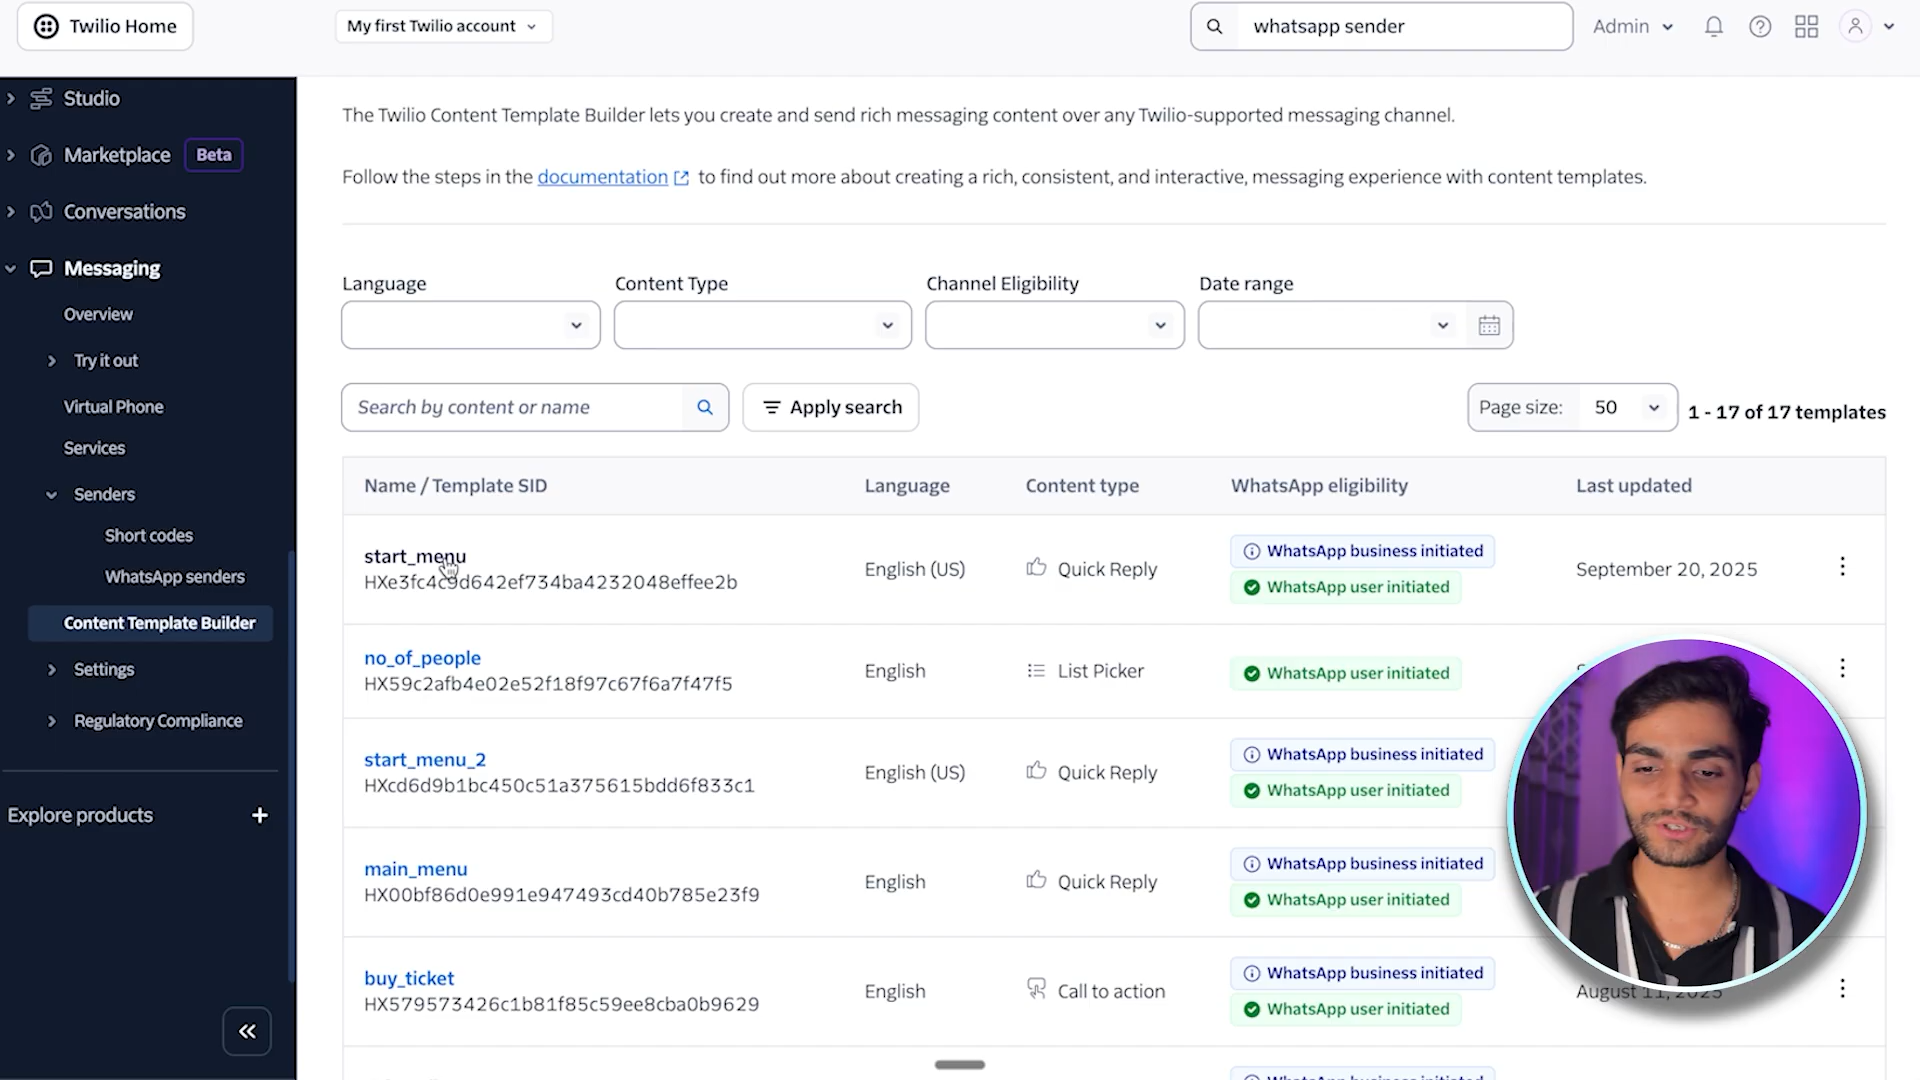 Twilio Home
My first Twilio account
whatsapp sender
Admin
Studio
Marketplace Beta
Conversations
Messaging
Overview
Try it out
Virtual Phone
Services
Senders
Short codes
WhatsApp senders
Content Template Builder
Settings
Regulatory Compliance
Explore products
The Twilio Content Template Builder lets you create and send rich messaging content over any Twilio-supported messaging channel.
Follow the steps in the documentation to find out more about creating a rich, consistent, and interactive, messaging experience with content templates.
Language Content Type Channel Eligibility Date range
Search by content or name Apply search Page size: 50 1 - 17 of 17 templates
Name / Template SID Language Content type WhatsApp eligibility Last updated
start_menu
HXe3fc4c9d642ef734ba4232048effee2b
English (US) Quick Reply
WhatsApp business initiated
WhatsApp user initiated
September 20, 2025
no_of_people
HX59c2afb4e02e52f18f97c67f6a7f47f5
English List Picker
WhatsApp user initiated
start_menu_2
HXcd6d9b1bc450c51a375615bdd6f833c1
English (US) Quick Reply
WhatsApp business initiated
WhatsApp user initiated
main_menu
HX00bf86d0e991e947493cd40b785e23f9
English Quick Reply
WhatsApp business initiated
WhatsApp user initiated
buy_ticket
HX579573426c1b81f85c59ee8cba0b9629
English Call to action
WhatsApp business initiated
WhatsApp user initiated
August 11, 2025